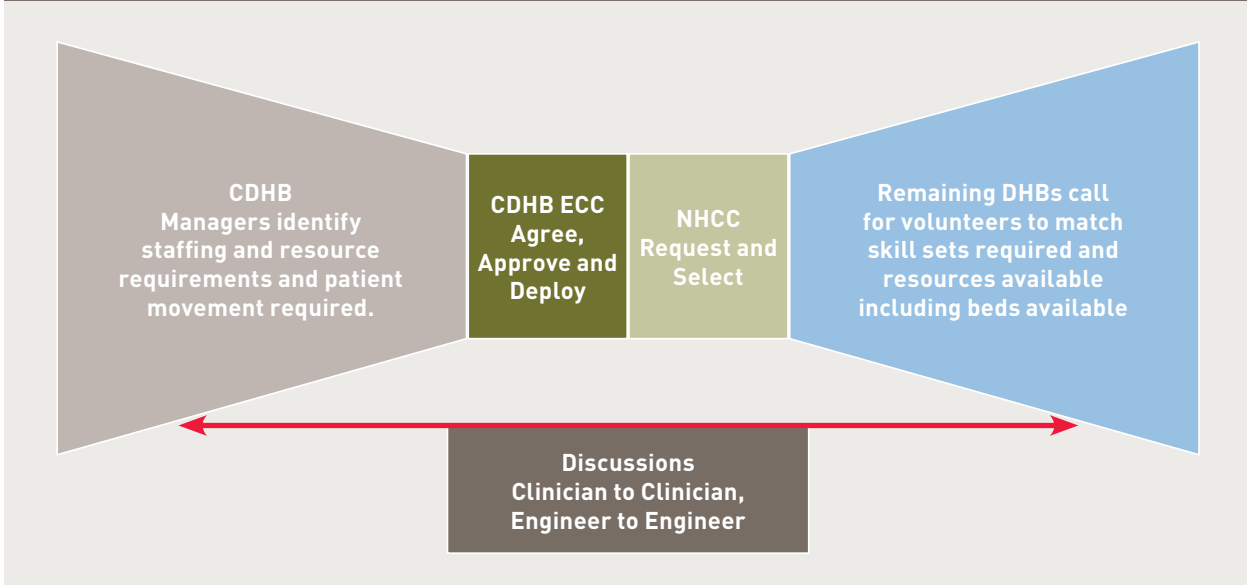 CDHB
Managers identify
staffing and resource
requirements and patient
movement required.
CDHB ECC
Agree,
Approve and
Deploy
NHCC
Request and
Select
Remaining DHBs call
for volunteers to match
skill sets required and
resources available
including beds available
Discussions
Clinician to Clinician,
Engineer to Engineer